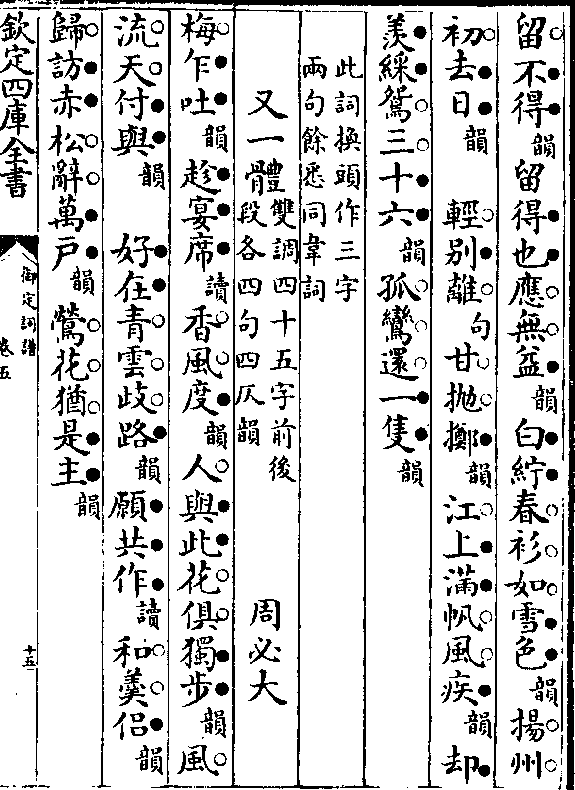 留不得韻留得也應無益韻白紵春衫如雪色韻揚州
初去日韻　輕別離句甘抛擲韻江上滿帆風疾韻却
羨綵鴛三十六韻孤鸞還一隻韻
此詞換頭作三字
兩句餘悉同韋詞
又一體雙調四十五字前後段各四句四仄韻　周必大
梅乍吐韻趁宴席讀香風度韻人與此花俱獨步韻風
流天付與韻　好在青雲歧路韻願共作讀和羹侶韻
歸訪赤松辭萬戶韻鶯花猶是主韻
欽定四庫全書
御定詞譜
卷五
十五